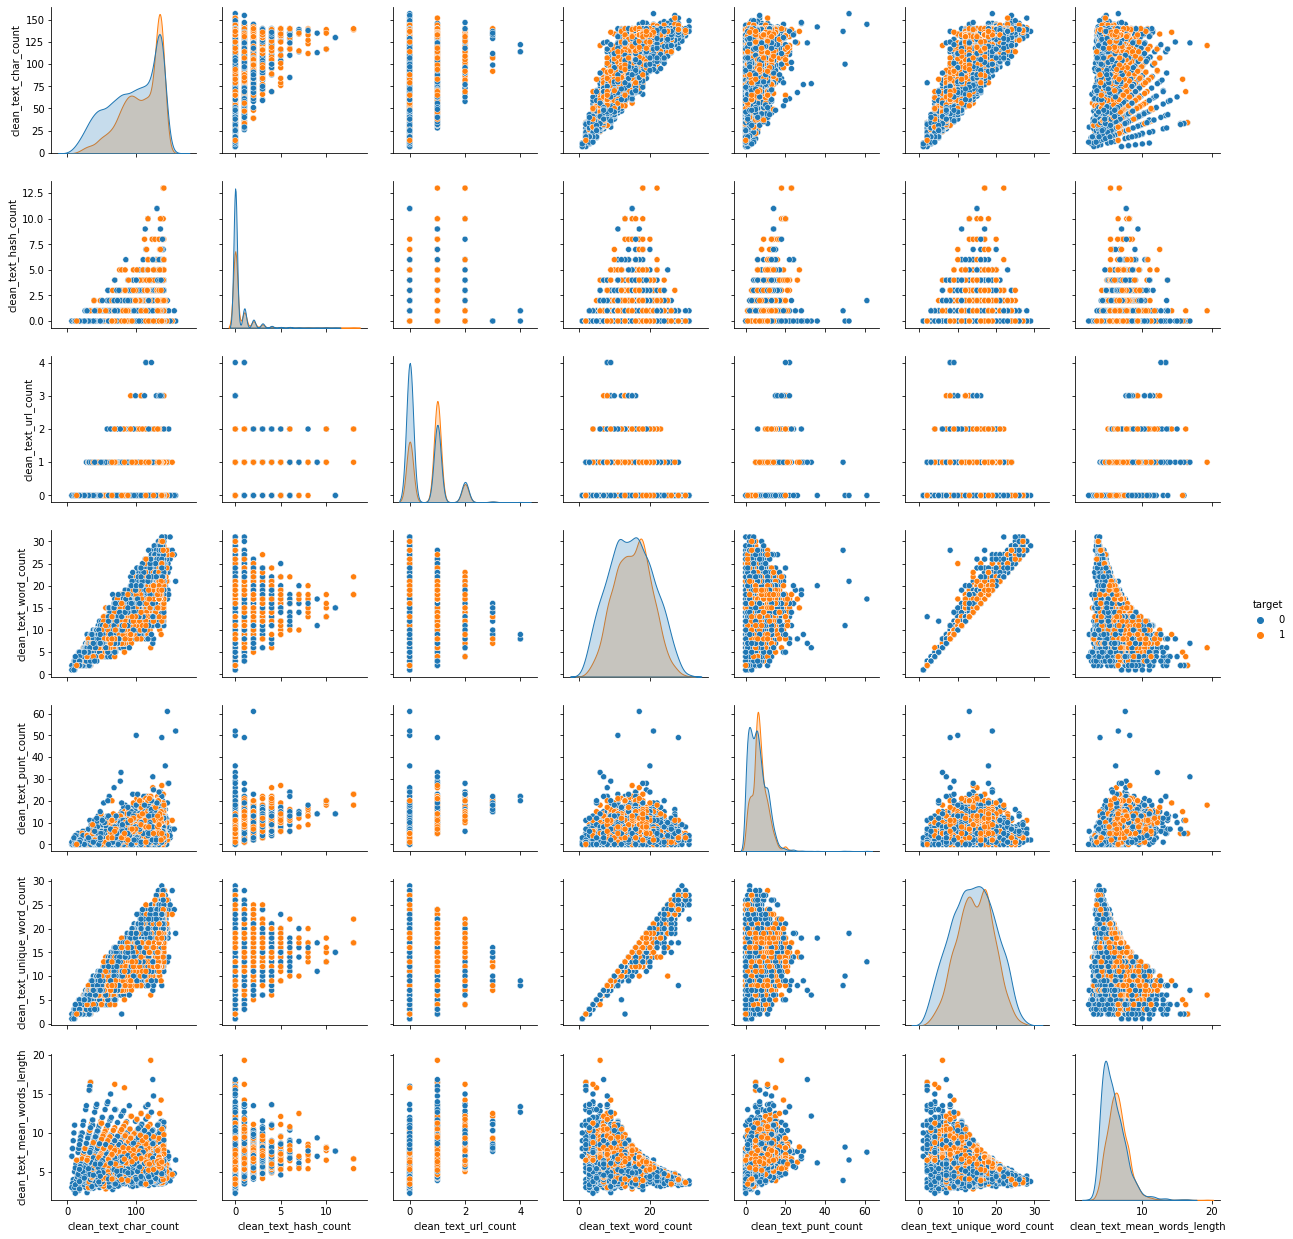 clean_text_char_count
150
125
100
75
50
25
0
clean_text_hash_count
12.5
10.0
7.5
5.0
2.5
0.0
clean_text_url_count
4
3
2
1
0
clean_text_word_count
30
25
20
15
10
5
0
target
0
1
clean_text_punt_count
60
50
40
30
20
10
0
clean_text_unique_word_count
30
25
20
15
10
5
0
clean_text_mean_words_length
20
15
10
5
0 100
0 5 10
0 2 4
0 20
0 20 40 60
0 10 20 30
0 10 20
clean_text_char_count
clean_text_hash_count
clean_text_url_count
clean_text_word_count
clean_text_punt_count
clean_text_unique_word_count
clean_text_mean_words_length